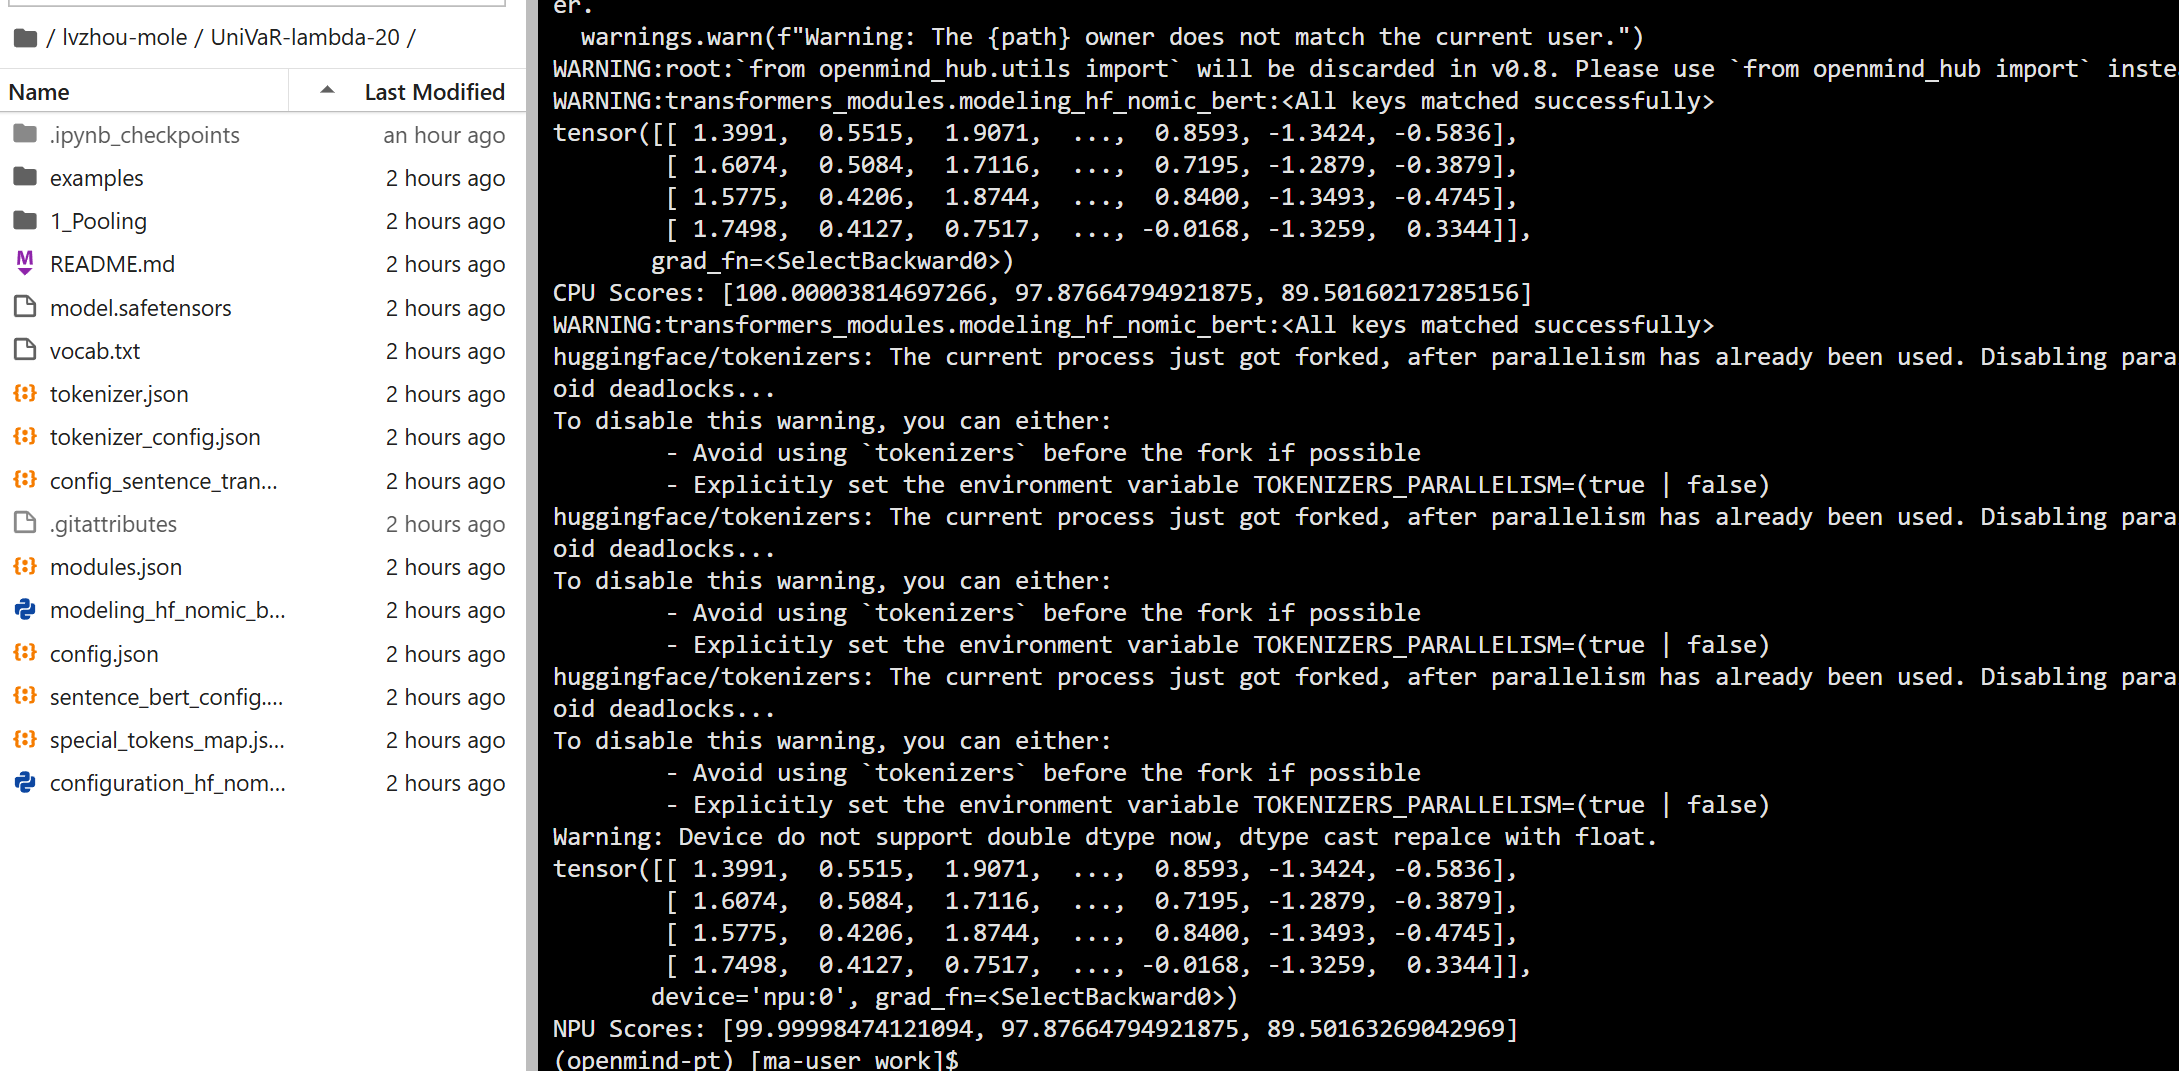 / lvzhou-mole / UniVaR-lambda-20 /
Name Last Modified
.ipynb_checkpoints an hour ago
examples 2 hours ago
1_Pooling 2 hours ago
README.md 2 hours ago
model.safetensors 2 hours ago
vocab.txt 2 hours ago
tokenizer.json 2 hours ago
tokenizer_config.json 2 hours ago
config_sentence_tran... 2 hours ago
.gitattributes 2 hours ago
modules.json 2 hours ago
modeling_hf_nomic_b... 2 hours ago
config.json 2 hours ago
sentence_bert_config.... 2 hours ago
special_tokens_map.js... 2 hours ago
configuration_hf_nom... 2 hours ago
er.
  warnings.warn(f"Warning: The {path} owner does not match the current user.")
WARNING:root:`from openmind_hub.utils import` will be discarded in v0.8. Please use `from openmind_hub import` inste
WARNING:transformers_modules.modeling_hf_nomic_bert:<All keys matched successfully>
tensor([[ 1.3991,  0.5515,  1.9071,  ...,  0.8593, -1.3424, -0.5836],
        [ 1.6074,  0.5084,  1.7116,  ...,  0.7195, -1.2879, -0.3879],
        [ 1.5775,  0.4206,  1.8744,  ...,  0.8400, -1.3493, -0.4745],
        [ 1.7498,  0.4127,  0.7517,  ..., -0.0168, -1.3259,  0.3344]],
       grad_fn=<SelectBackward0>)
CPU Scores: [100.00003814697266, 97.87664794921875, 89.50160217285156]
WARNING:transformers_modules.modeling_hf_nomic_bert:<All keys matched successfully>
huggingface/tokenizers: The current process just got forked, after parallelism has already been used. Disabling para
oid deadlocks...
To disable this warning, you can either:
        - Avoid using `tokenizers` before the fork if possible
        - Explicitly set the environment variable TOKENIZERS_PARALLELISM=(true | false)
huggingface/tokenizers: The current process just got forked, after parallelism has already been used. Disabling para
oid deadlocks...
To disable this warning, you can either:
        - Avoid using `tokenizers` before the fork if possible
        - Explicitly set the environment variable TOKENIZERS_PARALLELISM=(true | false)
huggingface/tokenizers: The current process just got forked, after parallelism has already been used. Disabling para
oid deadlocks...
To disable this warning, you can either:
        - Avoid using `tokenizers` before the fork if possible
        - Explicitly set the environment variable TOKENIZERS_PARALLELISM=(true | false)
Warning: Device do not support double dtype now, dtype cast repalce with float.
tensor([[ 1.3991,  0.5515,  1.9071,  ...,  0.8593, -1.3424, -0.5836],
        [ 1.6074,  0.5084,  1.7116,  ...,  0.7195, -1.2879, -0.3879],
        [ 1.5775,  0.4206,  1.8744,  ...,  0.8400, -1.3493, -0.4745],
        [ 1.7498,  0.4127,  0.7517,  ..., -0.0168, -1.3259,  0.3344]],
       device='npu:0', grad_fn=<SelectBackward0>)
NPU Scores: [99.99998474121094, 97.87664794921875, 89.50163269042969]
(openmind-pt) [ma-user work]$